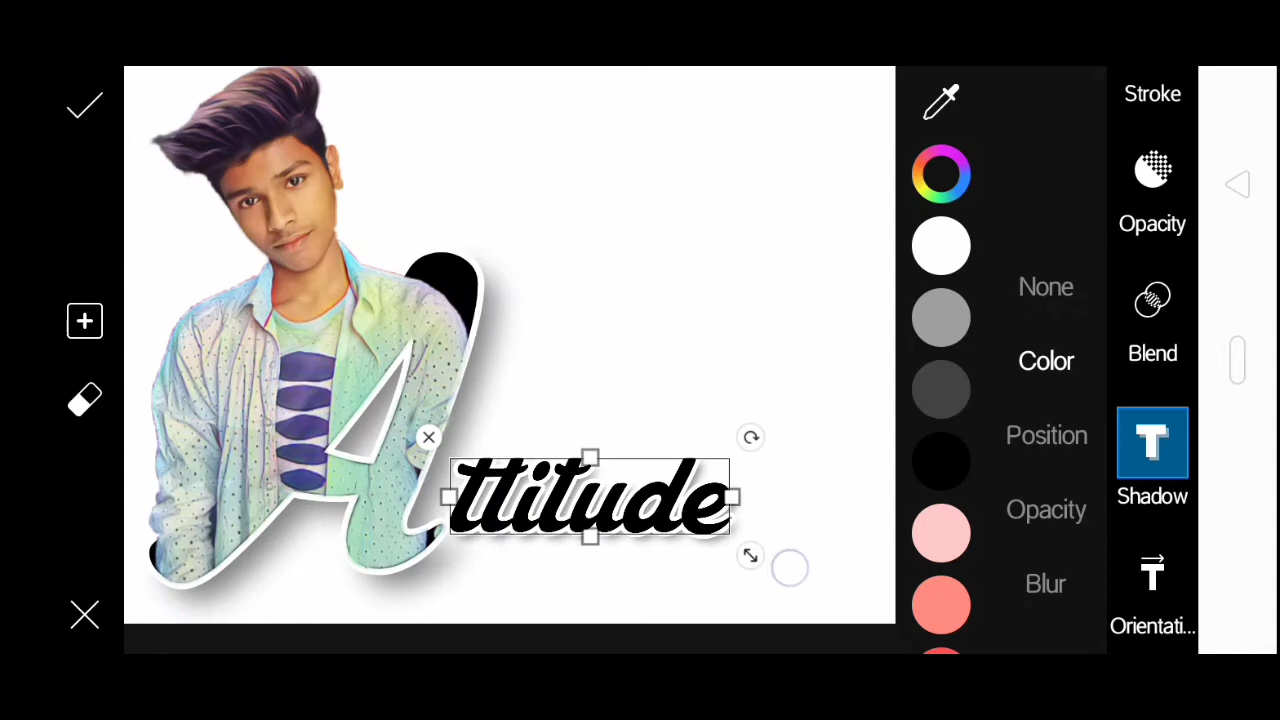 Attitude
None
Color
Position
Opacity
Blur
Stroke
Opacity
Blend
T
Shadow
T
Orientati...